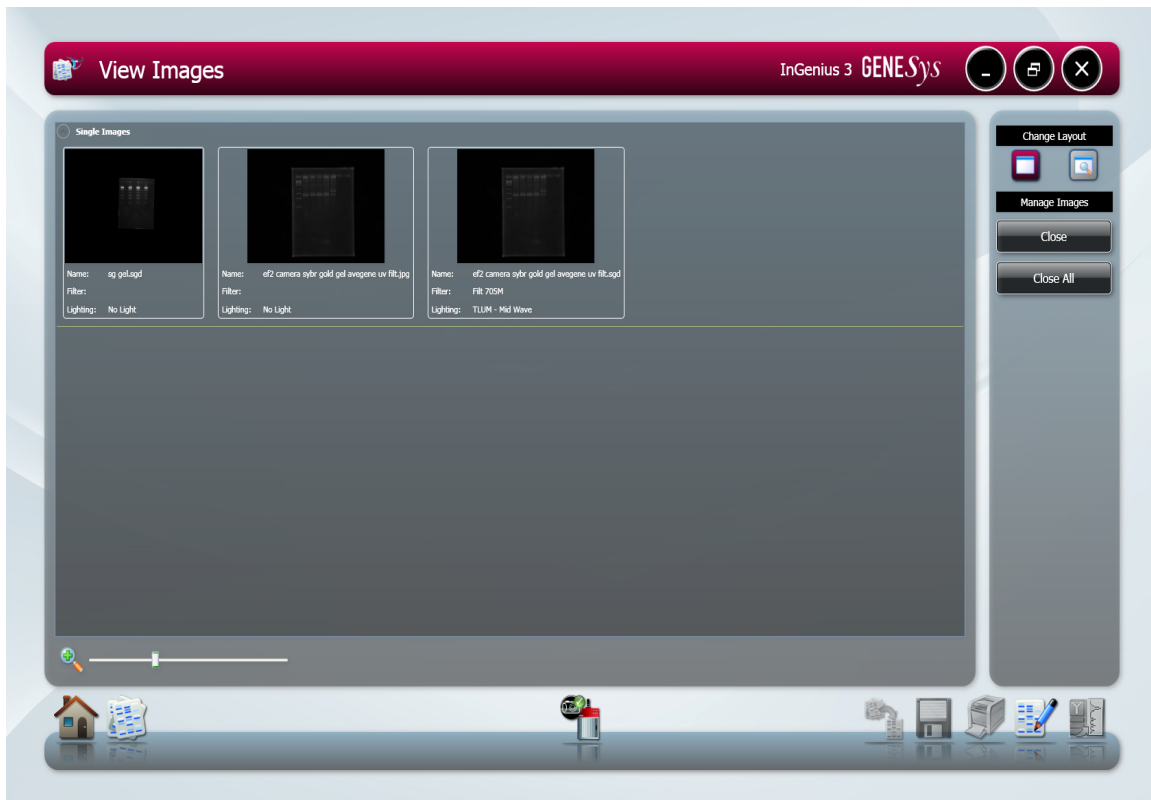 View Images
InGenius 3 GENESys
Single Images
Name: sg gel.sgd
Filter:
Lighting: No Light
Name: ef2 camera sybr gold gel avegene uv filt.jpg
Filter:
Lighting: No Light
Name: ef2 camera sybr gold gel avegene uv filt.sgd
Filter: Filt 705M
Lighting: TLUM - Mid Wave
Change Layout
Manage Images
Close
Close All